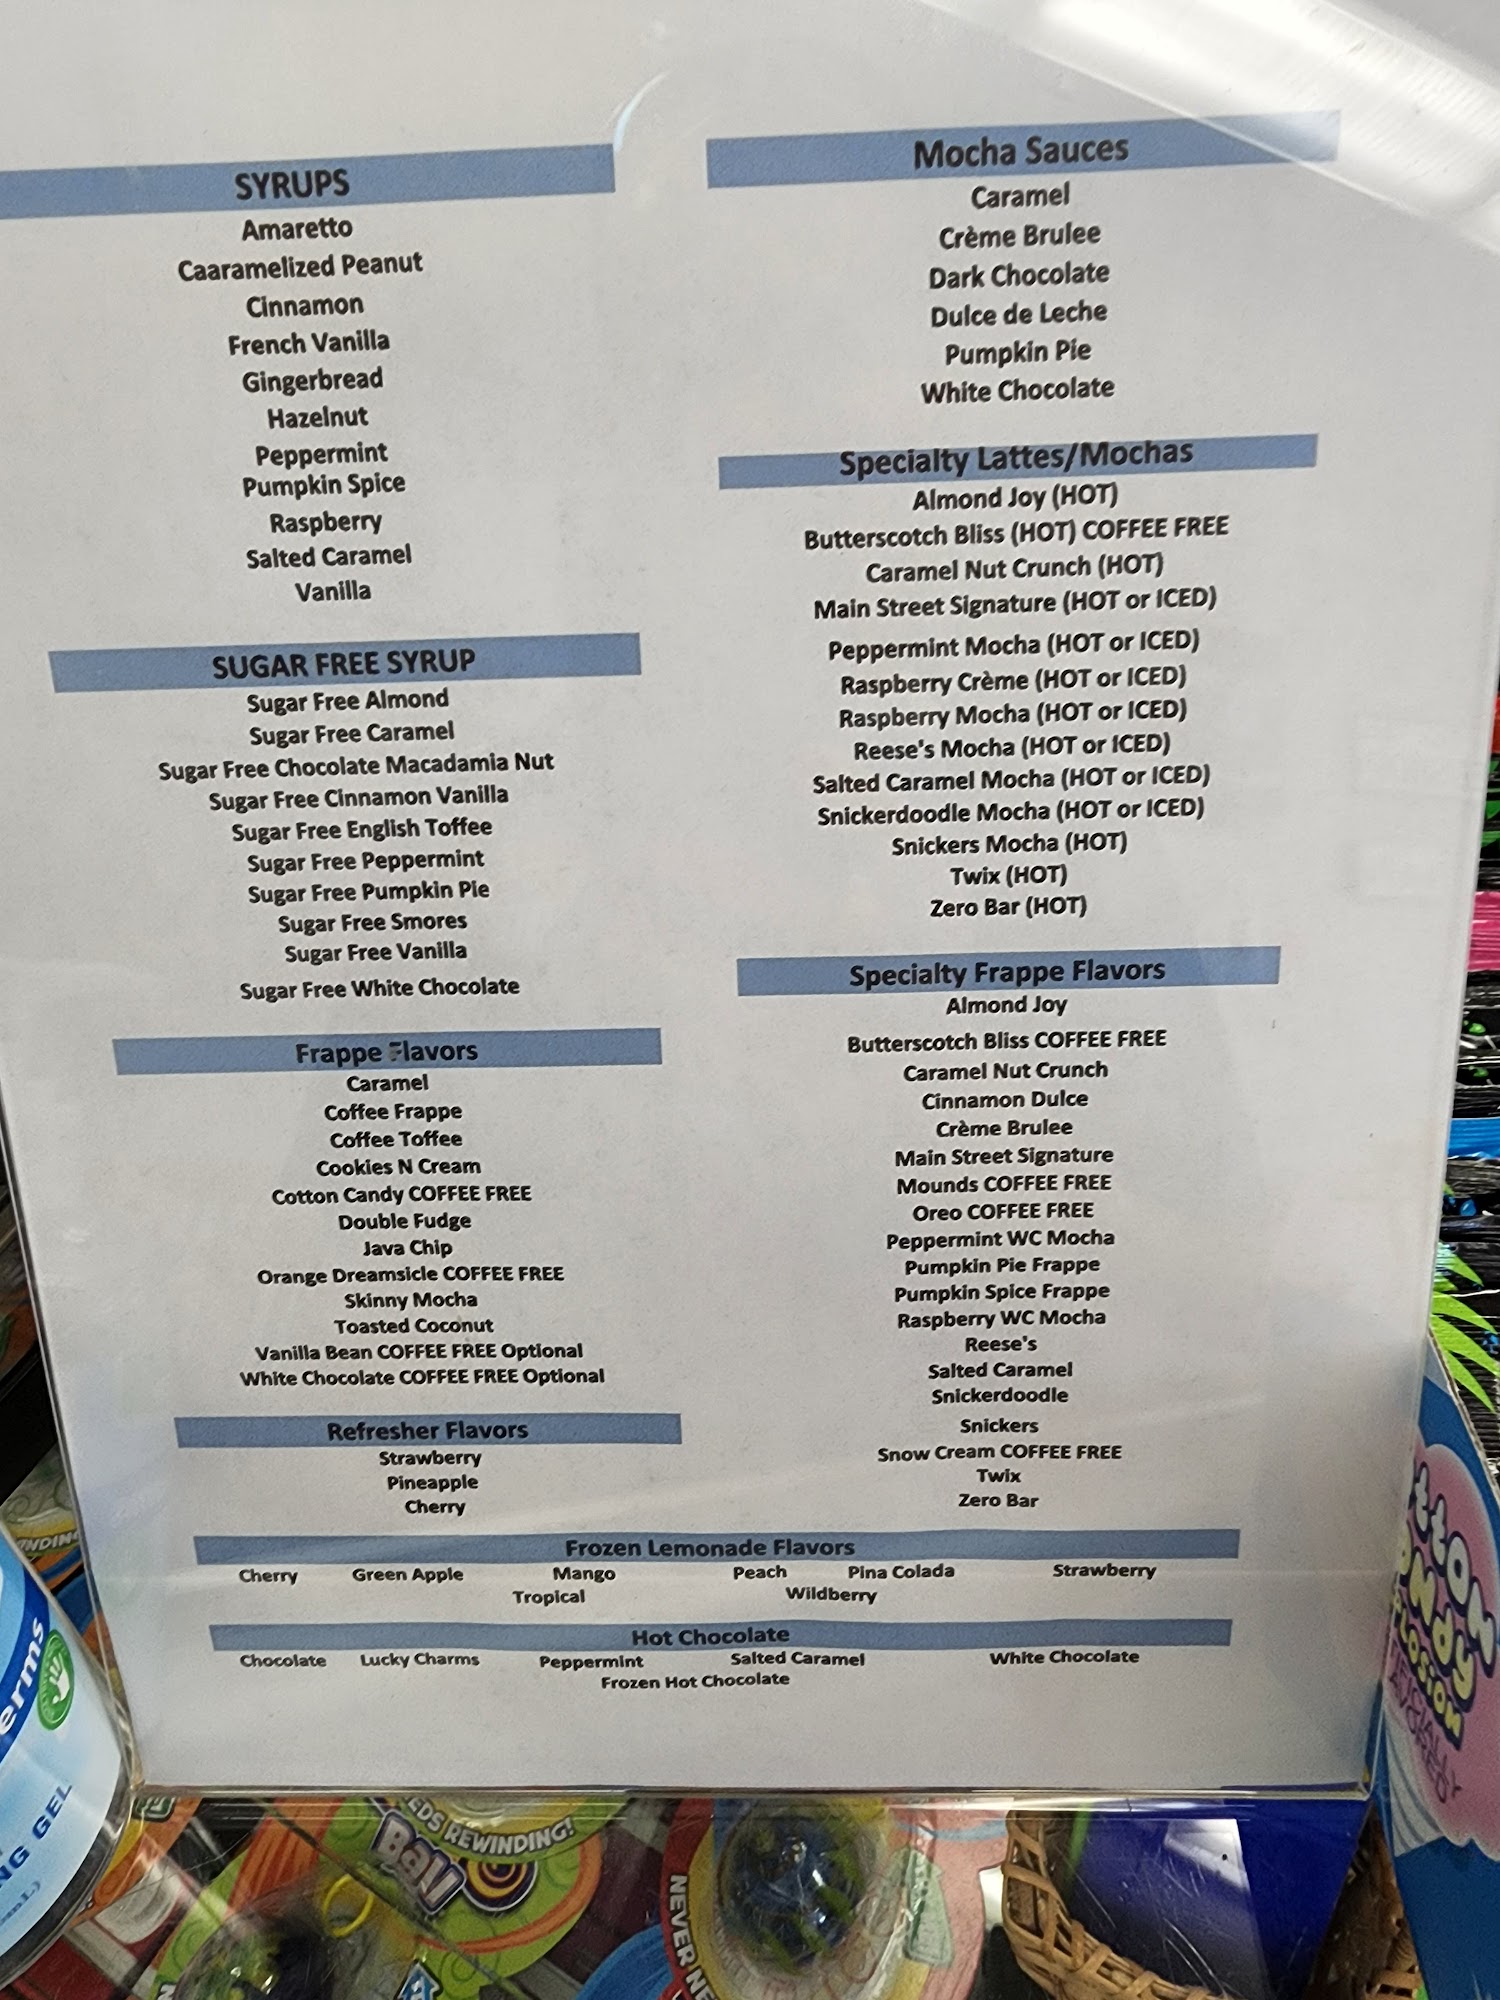 SYRUPS
Amaretto
Caaramelized Peanut
Cinnamon
French Vanilla
Gingerbread
Hazelnut
Peppermint
Pumpkin Spice
Raspberry
Salted Caramel
Vanilla
SUGAR FREE SYRUP
Sugar Free Almond
Sugar Free Caramel
Sugar Free Chocolate Macadamia Nut
Sugar Free Cinnamon Vanilla
Sugar Free English Toffee
Sugar Free Peppermint
Sugar Free Pumpkin Pie
Sugar Free Smores
Sugar Free Vanilla
Sugar Free White Chocolate
Frappe Flavors
Caramel
Coffee Frappe
Coffee Toffee
Cookies N Cream
Cotton Candy COFFEE FREE
Double Fudge
Java Chip
Orange Dreamsicle COFFEE FREE
Skinny Mocha
Toasted Coconut
Vanilla Bean COFFEE FREE Optional
White Chocolate COFFEE FREE Optional
Refresher Flavors
Strawberry
Pineapple
Cherry
Mocha Sauces
Caramel
Crème Brulee
Dark Chocolate
Dulce de Leche
Pumpkin Pie
White Chocolate
Specialty Lattes/Mochas
Almond Joy (HOT)
Butterscotch Bliss (HOT) COFFEE FREE
Caramel Nut Crunch (HOT)
Main Street Signature (HOT or ICED)
Peppermint Mocha (HOT or ICED)
Raspberry Crème (HOT or ICED)
Raspberry Mocha (HOT or ICED)
Reese's Mocha (HOT or ICED)
Salted Caramel Mocha (HOT or ICED)
Snickerdoodle Mocha (HOT or ICED)
Snickers Mocha (HOT)
Twix (HOT)
Zero Bar (HOT)
Specialty Frappe Flavors
Almond Joy
Butterscotch Bliss COFFEE FREE
Caramel Nut Crunch
Cinnamon Dulce
Crème Brulee
Main Street Signature
Mounds COFFEE FREE
Oreo COFFEE FREE
Peppermint WC Mocha
Pumpkin Pie Frappe
Pumpkin Spice Frappe
Raspberry WC Mocha
Reese's
Salted Caramel
Snickerdoodle
Snickers
Snow Cream COFFEE FREE
Twix
Zero Bar
Frozen Lemonade Flavors
Cherry Green Apple Mango Peach Pina Colada Strawberry
Tropical Wildberry
Hot Chocolate
Chocolate Lucky Charms Peppermint Salted Caramel White Chocolate
Frozen Hot Chocolate
erms
NG GEL
EDS REWINDING!
NEVER NE